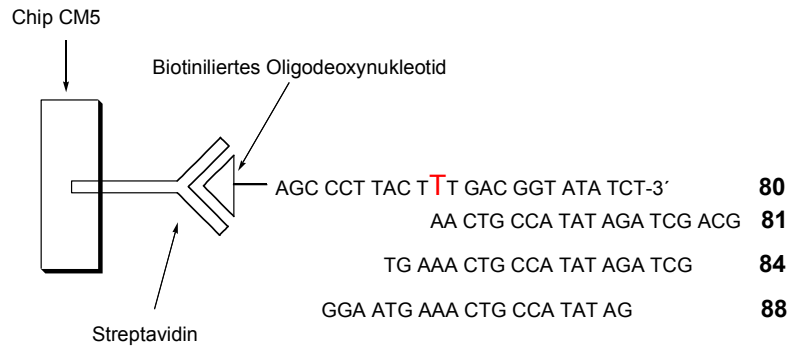 Chip CM5
Biotiniliertes Oligodeoxynukleotid
AGC CCT TAC TTT GAC GGT ATA TCT-3´ 80
AA CTG CCA TAT AGA TCG ACG 81
TG AAA CTG CCA TAT AGA TCG 84
GGA ATG AAA CTG CCA TAT AG 88
Streptavidin